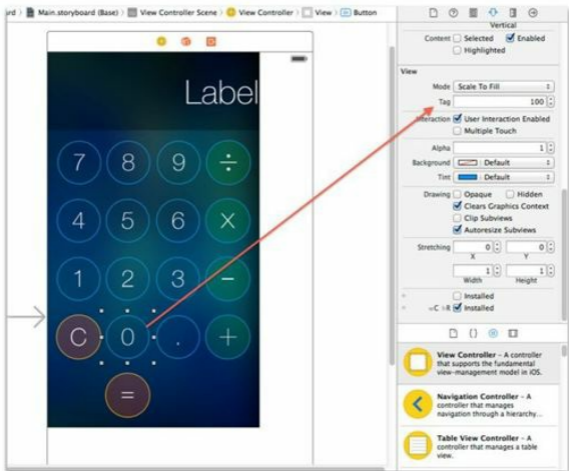 Main.storyboard (Base) View Controller Scene View Controller View Button
Vertical
Content Selected Enabled
Highlighted
View
Mode Scale To Fill
Tag 100
Interaction User Interaction Enabled
Multiple Touch
Alpha 1
Background Default
Tint Default
Drawing Opaque Hidden
Clears Graphics Context
Clip Subviews
Autoresize Subviews
Stretching 0 0
X Y
1 1
Width Height
Installed
wC hR Installed
Label
7 8 9 ÷
4 5 6 X
1 2 3 −
C 0 . +
=
{}
View Controller – A controller
that supports the fundamental
view-management model in iOS.
Navigation Controller – A
controller that manages
navigation through a hierarchy...
Table View Controller – A
controller that manages a table
view.